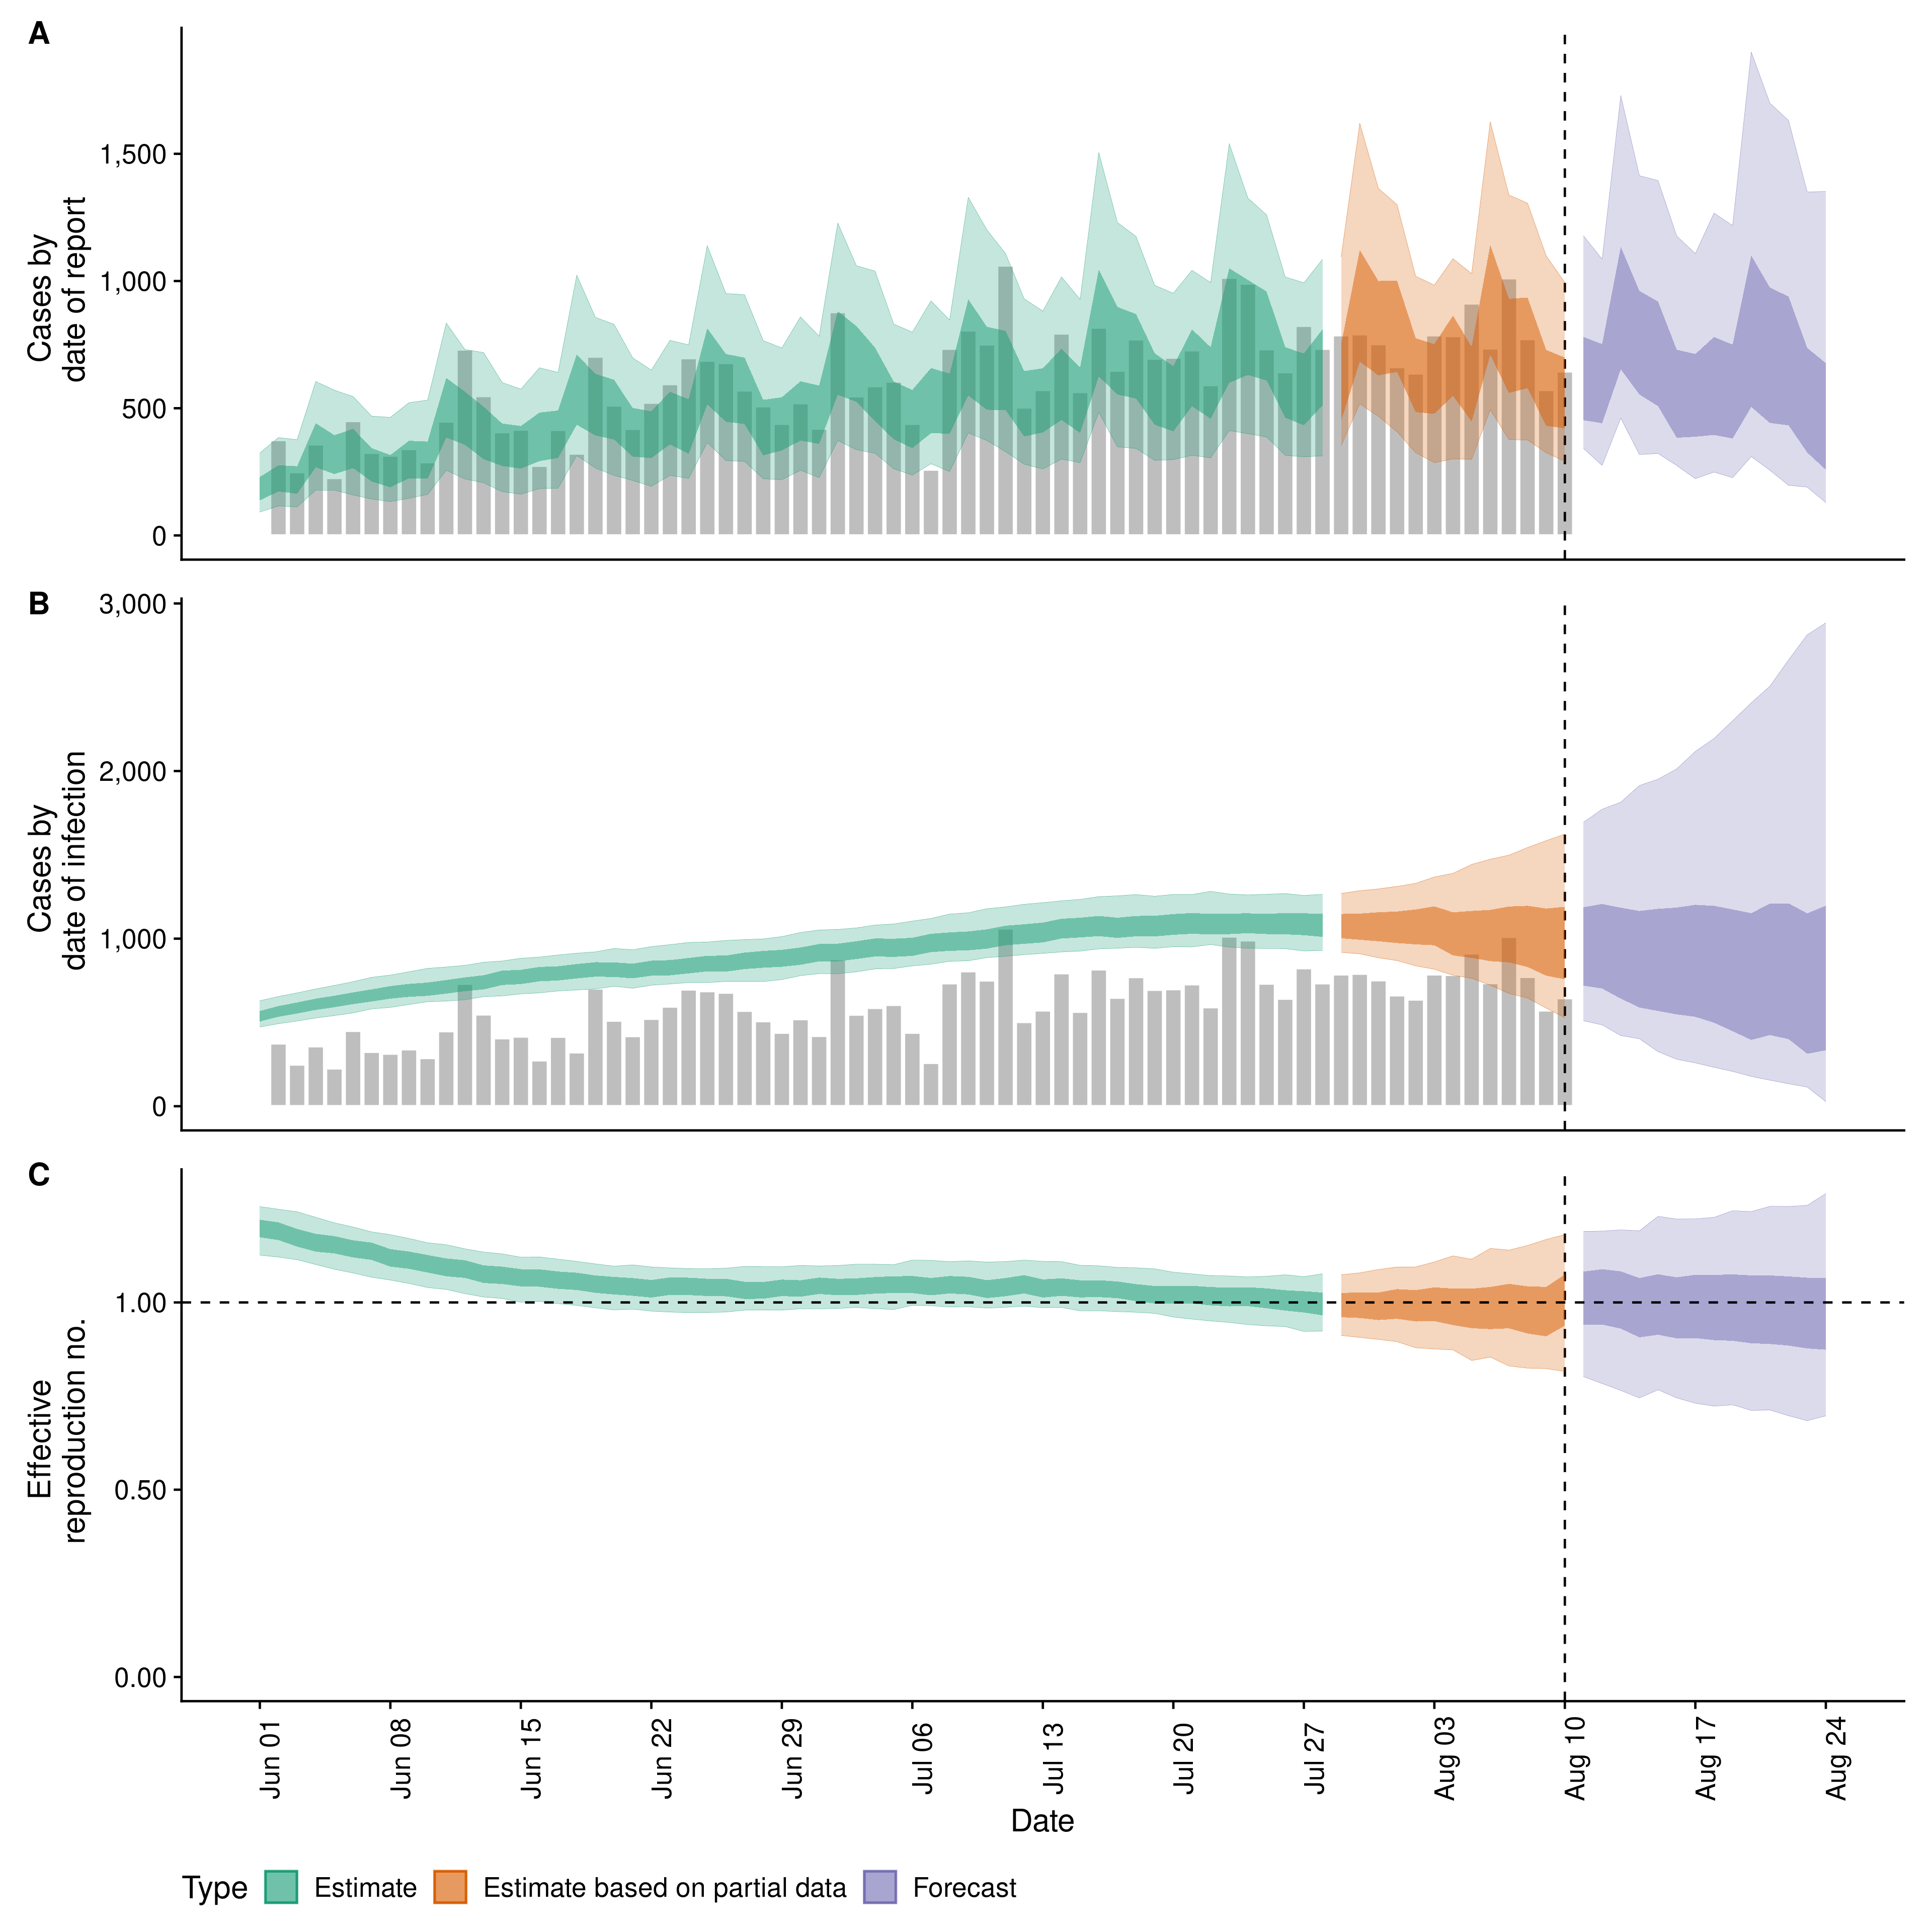 A
Cases by
date of report
1,500
1,000
500
0
B
Cases by
date of infection
3,000
2,000
1,000
0
C
Effective
reproduction no.
1.00
0.50
0.00
Jun 01
Jun 08
Jun 15
Jun 22
Jun 29
Jul 06
Jul 13
Jul 20
Jul 27
Aug 03
Aug 10
Aug 17
Aug 24
Date
Type Estimate Estimate based on partial data Forecast